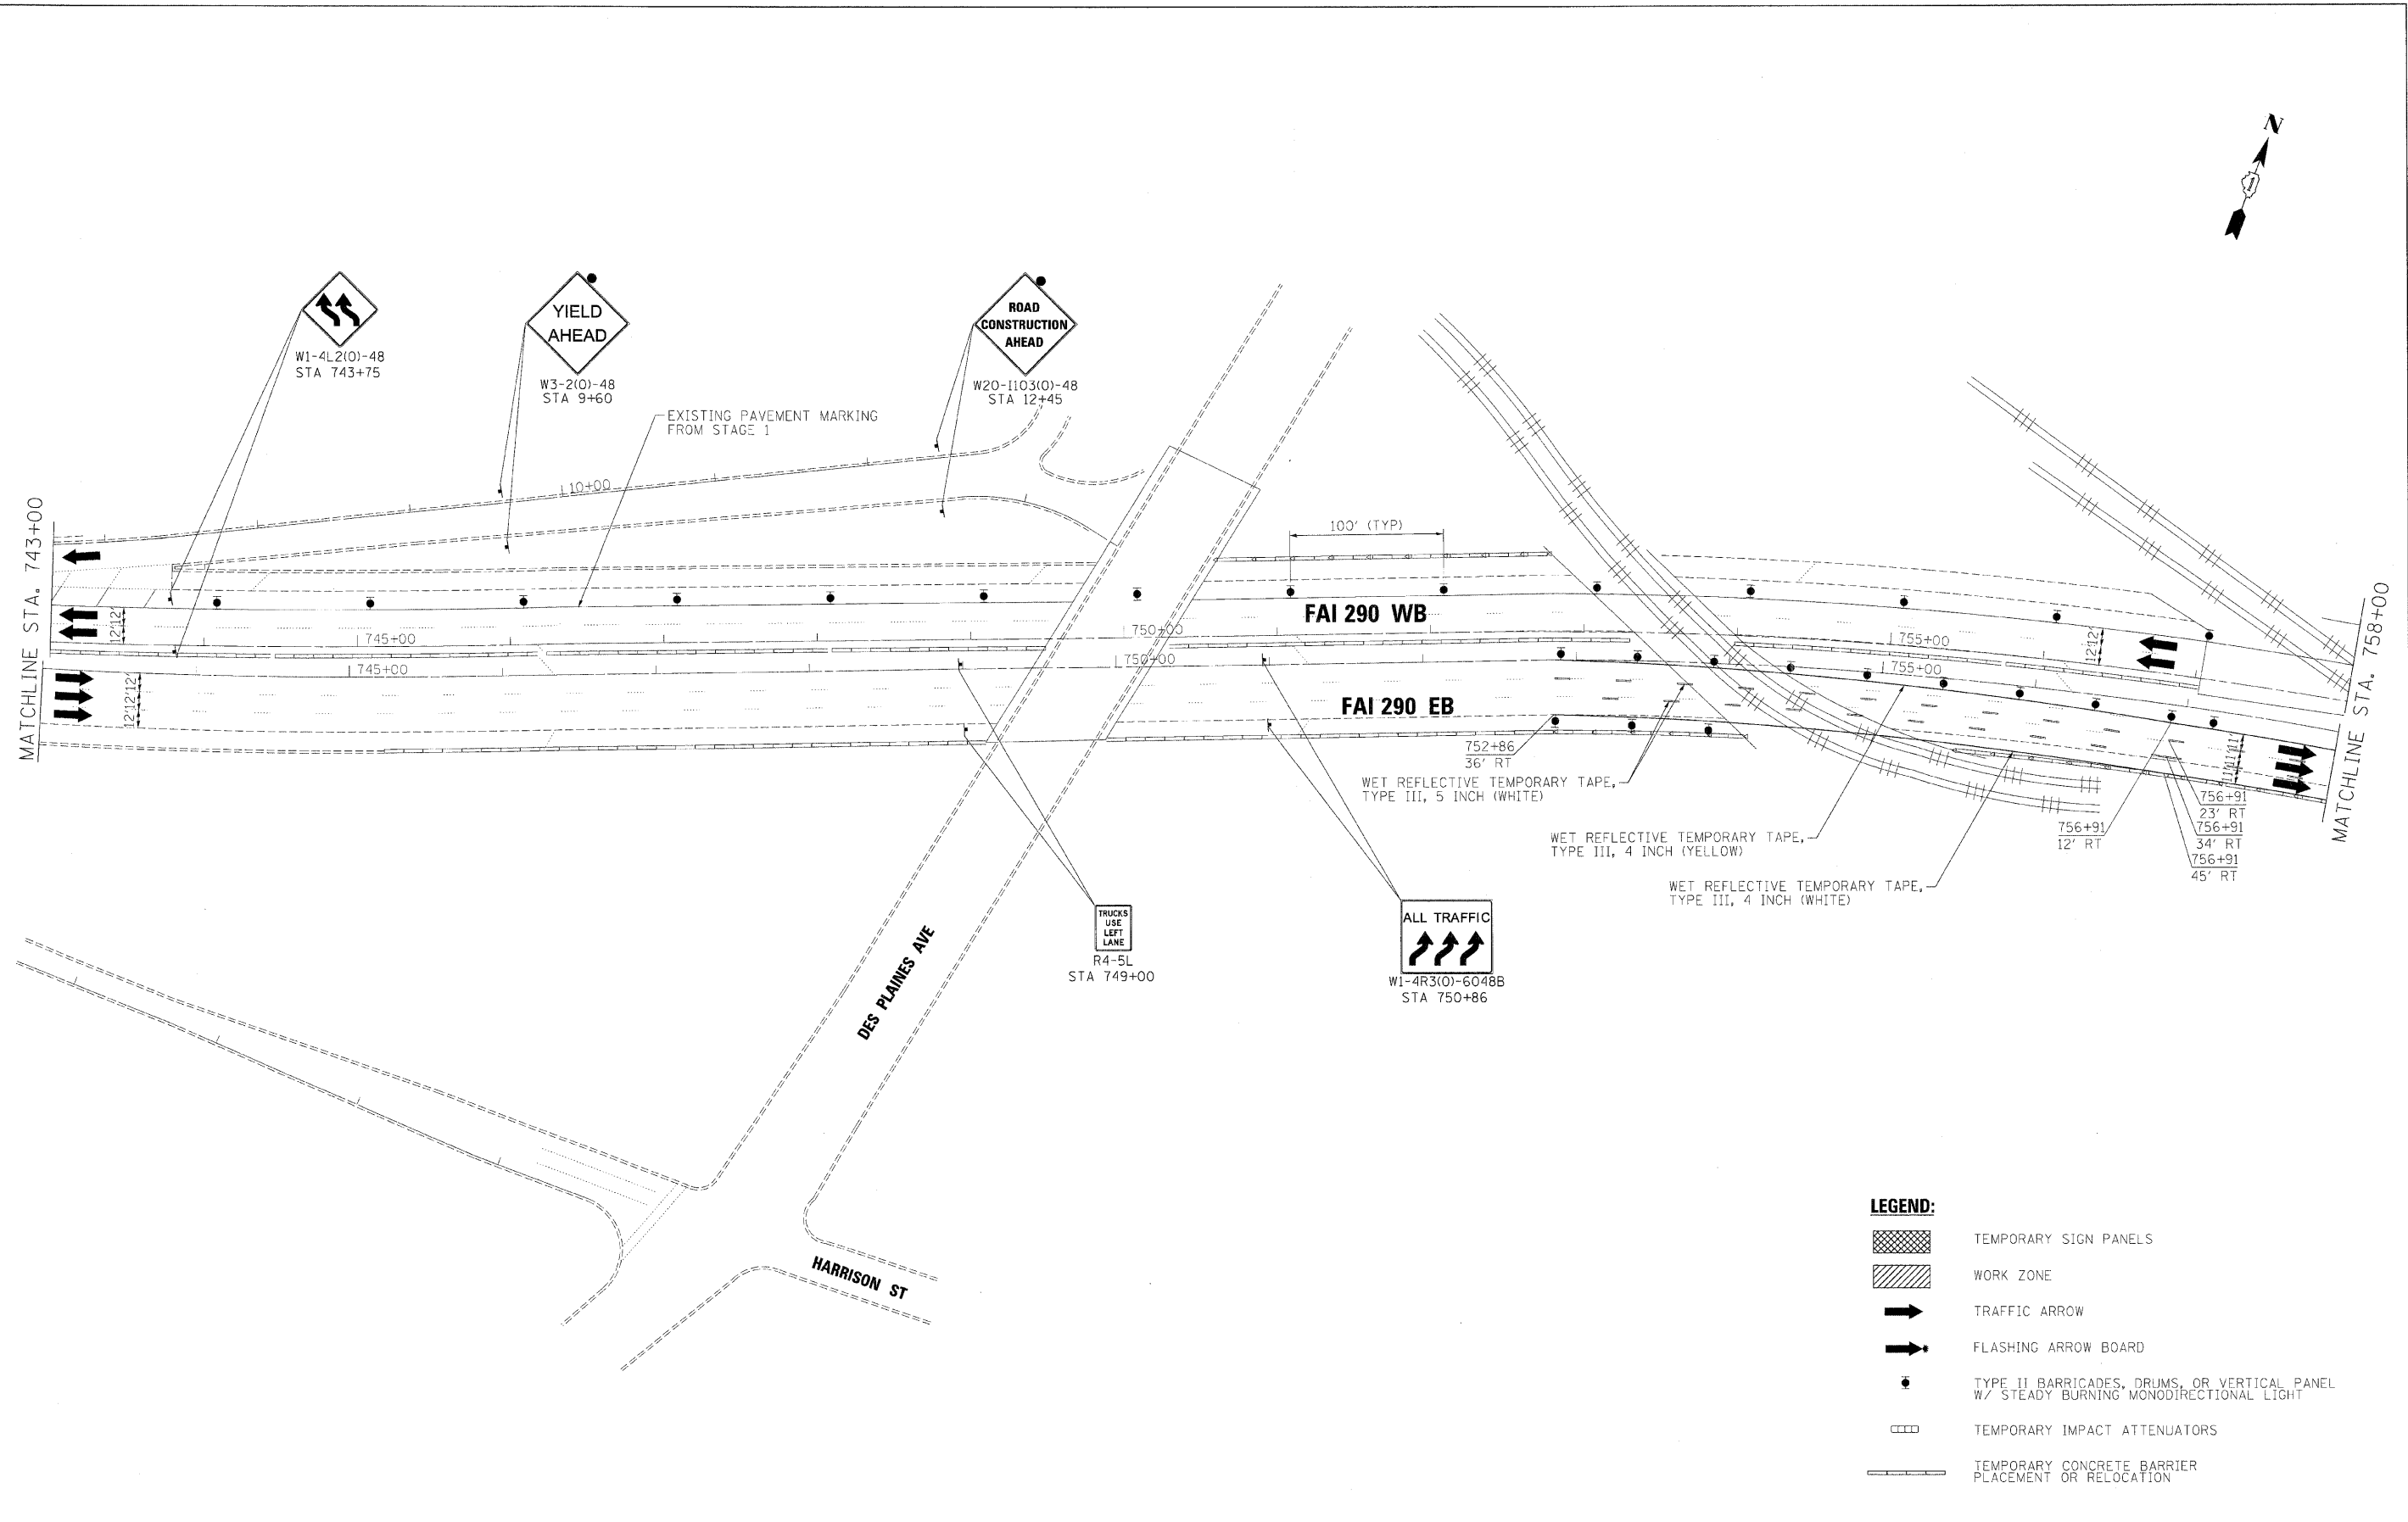 N
YIELD
AHEAD
ROAD
CONSTRUCTION
AHEAD
W1-4L2(O)-48
STA 743+75
W3-2(O)-48
STA 9+60
W20-I103(O)-48
STA 12+45
EXISTING PAVEMENT MARKING
FROM STAGE 1
10+00
MATCHLINE STA. 743+00
100' (TYP)
FAI 290 WB
12'12'
745+00
750+00
755+00
12'12'
745+00
750+00
755+00
12'12'12'
FAI 290 EB
752+86
36' RT
WET REFLECTIVE TEMPORARY TAPE,
TYPE III, 5 INCH (WHITE)
WET REFLECTIVE TEMPORARY TAPE,
TYPE III, 4 INCH (YELLOW)
WET REFLECTIVE TEMPORARY TAPE,
TYPE III, 4 INCH (WHITE)
11'11'11'
756+91
12' RT
756+91
23' RT
756+91
34' RT
756+91
45' RT
MATCHLINE STA. 758+00
TRUCKS
USE
LEFT
LANE
R4-5L
STA 749+00
ALL TRAFFIC
W1-4R3(O)-6048B
STA 750+86
DES PLAINES AVE
HARRISON ST
LEGEND:
TEMPORARY SIGN PANELS
WORK ZONE
TRAFFIC ARROW
FLASHING ARROW BOARD
TYPE II BARRICADES, DRUMS, OR VERTICAL PANEL
W/ STEADY BURNING MONODIRECTIONAL LIGHT
TEMPORARY IMPACT ATTENUATORS
TEMPORARY CONCRETE BARRIER
PLACEMENT OR RELOCATION